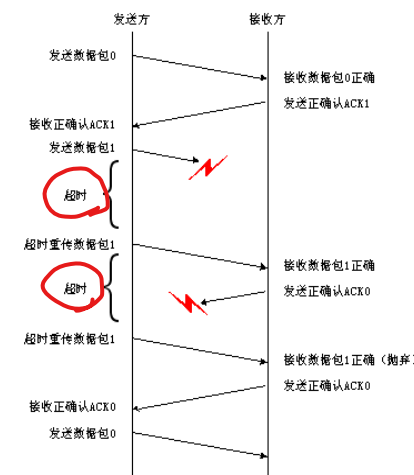 发送方 接收方
发送数据包0
接收数据包0正确
发送正确认ACK1
接收正确认ACK1
发送数据包1
超时
超时重传数据包1
接收数据包1正确
超时
发送正确认ACK0
超时重传数据包1
接收数据包1正确（抛弃）
发送正确认ACK0
接收正确认ACK0
发送数据包0